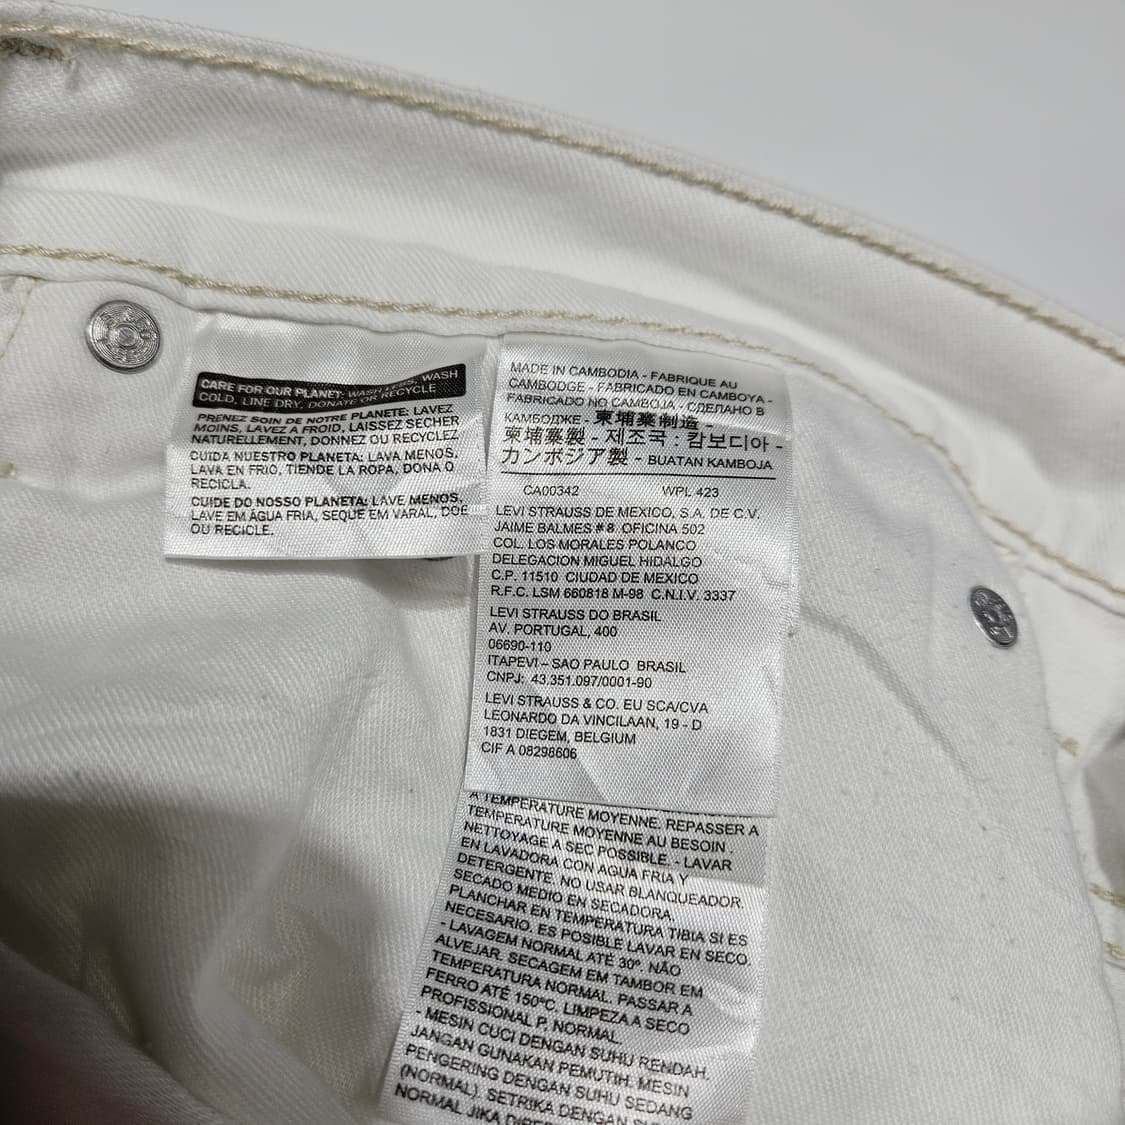 CARE FOR OUR PLANET: WASH LESS, WASH
COLD, LINE DRY, DONATE OR RECYCLE
PRENEZ SOIN DE NOTRE PLANETE: LAVEZ
MOINS, LAVEZ A FROID, LAISSEZ SECHER
NATURELLEMENT, DONNEZ OU RECYCLEZ
CUIDA NUESTRO PLANETA: LAVA MENOS,
LAVA EN FRIO, TIENDE LA ROPA, DONA O
RECICLA.
CUIDE DO NOSSO PLANETA: LAVE MENOS,
LAVE EM ÁGUA FRIA, SEQUE EM VARAL, DOE
OU RECICLE.
MADE IN CAMBODIA - FABRIQUE AU
CAMBODGE - FABRICADO EN CAMBOYA -
FABRICADO NO CAMBOJA - СДЕЛАНО В
КАМБОДЖЕ - 柬埔寨制造 -
柬埔寨製 - 제조국 : 캄보디아 -
カンボジア製 - BUATAN KAMBOJA
CA00342 WPL 423
LEVI STRAUSS DE MEXICO, S.A. DE C.V.
JAIME BALMES # 8 OFICINA 502
COL. LOS MORALES POLANCO
DELEGACION MIGUEL HIDALGO
C.P. 11510 CIUDAD DE MEXICO
R.F.C. LSM 660818 M-98 C.N.I.V. 3337
LEVI STRAUSS DO BRASIL
AV. PORTUGAL, 400
06690-110
ITAPEVI – SAO PAULO BRASIL
CNPJ: 43.351.097/0001-90
LEVI STRAUSS & CO. EU SCA/CVA
LEONARDO DA VINCILAAN, 19 - D
1831 DIEGEM, BELGIUM
CIF A 08298606
A TEMPERATURE MOYENNE. REPASSER A
TEMPERATURE MOYENNE AU BESOIN.
NETTOYAGE A SEC POSSIBLE. - LAVAR
EN LAVADORA CON AGUA FRIA Y
DETERGENTE. NO USAR BLANQUEADOR.
SECADO MEDIO EN SECADORA.
PLANCHAR EN TEMPERATURA TIBIA SI ES
NECESARIO. ES POSIBLE LAVAR EN SECO.
- LAVAGEM NORMAL ATÉ 30º. NÃO
ALVEJAR. SECAGEM EM TAMBOR EM
TEMPERATURA NORMAL. PASSAR A
FERRO ATÉ 150ºC. LIMPEZA A SECO
PROFISSIONAL P. NORMAL.
- MESIN CUCI DENGAN SUHU RENDAH.
JANGAN GUNAKAN PEMUTIH. MESIN
PENGERING DENGAN SUHU SEDANG
(NORMAL). SETRIKA DENGAN
NORMAL JIKA